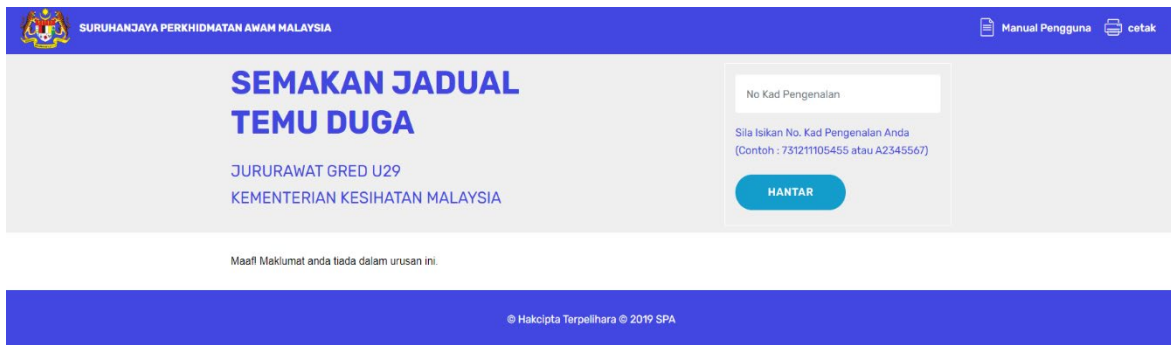 SURUHANJAYA PERKHIDMATAN AWAM MALAYSIA
Manual Pengguna
cetak
SEMAKAN JADUAL
TEMU DUGA
JURURAWAT GRED U29
KEMENTERIAN KESIHATAN MALAYSIA
No Kad Pengenalan
Sila Isikan No. Kad Pengenalan Anda
(Contoh : 731211105455 atau A2345567)
HANTAR
Maaf! Maklumat anda tiada dalam urusan ini.
© Hakcipta Terpelihara © 2019 SPA